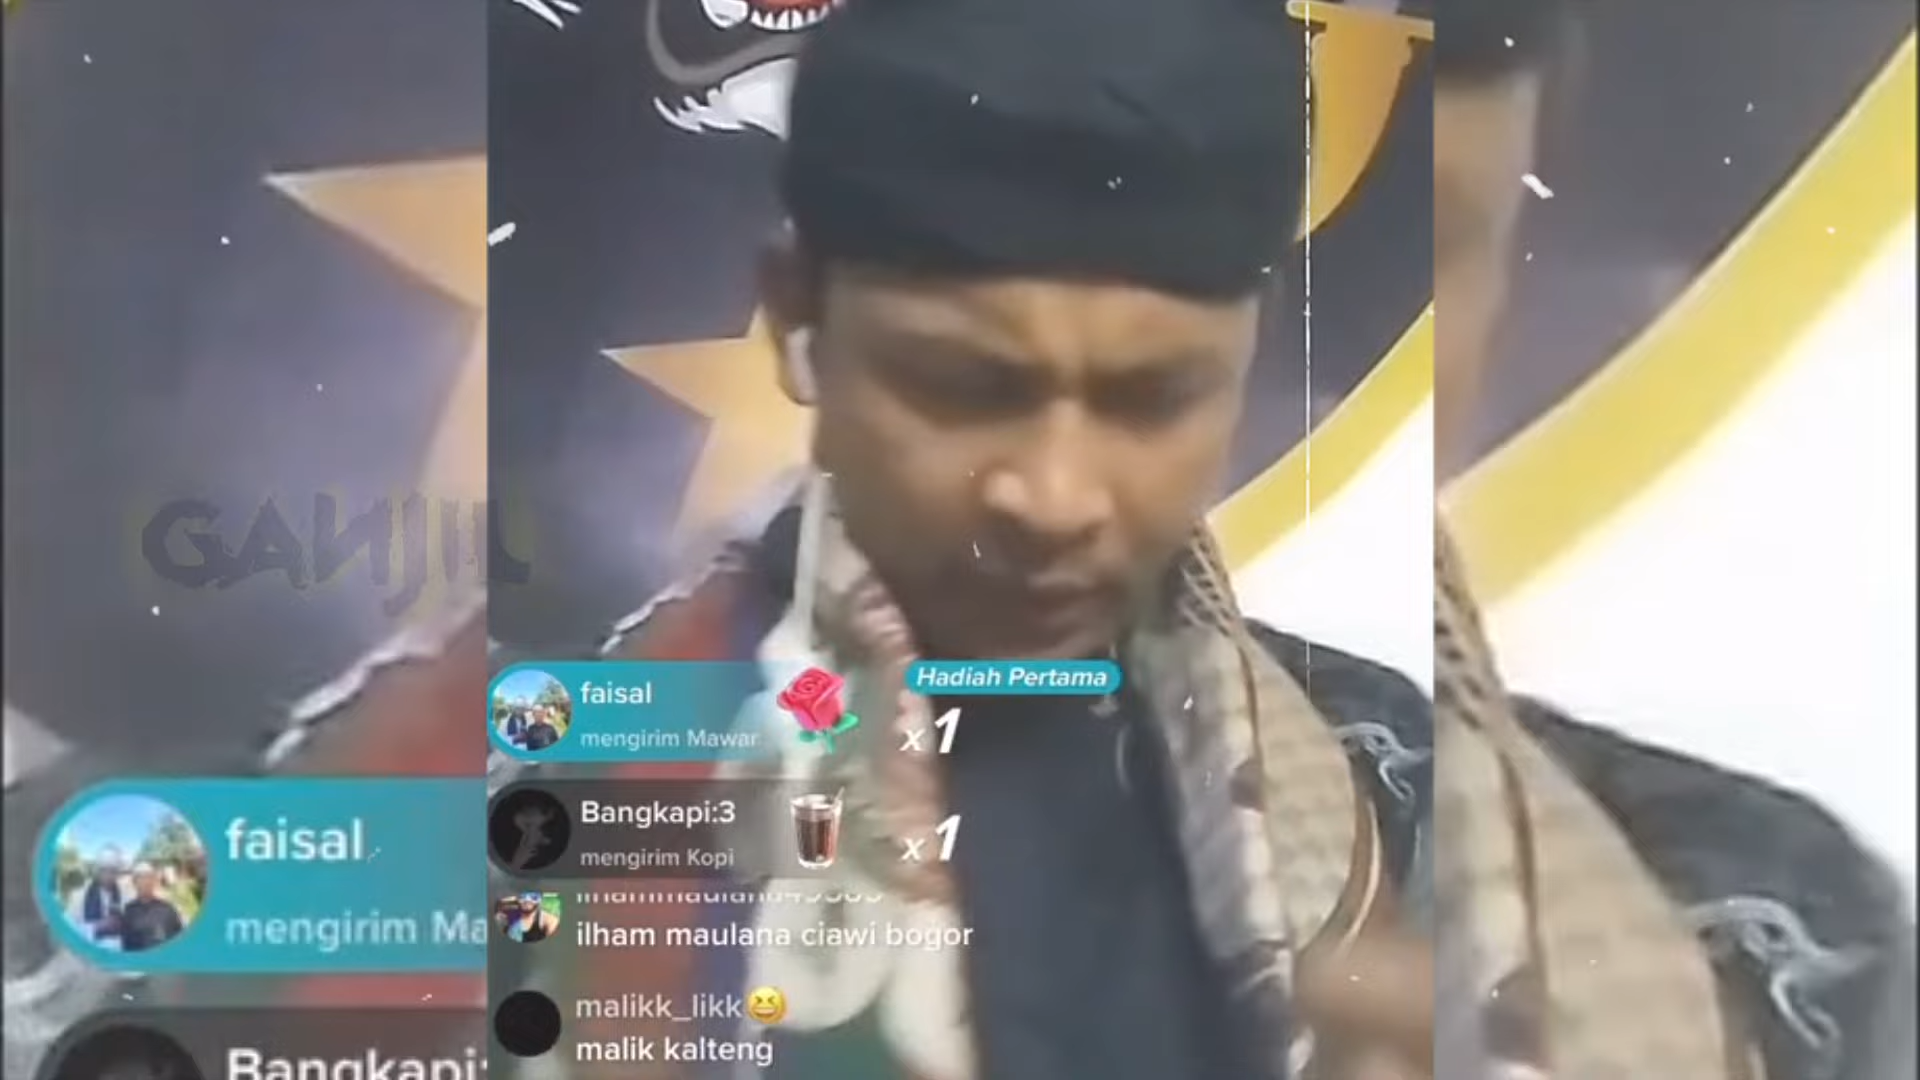 GANJIL
faisal
mengirim Mawar
Hadiah Pertama
x1
Bangkapi:3
mengirim Kopi
x1
ilham maulana ciawi bogor
malikk_likk😆
malik kalteng
faisal
mengirim Ma
Bangkapi: